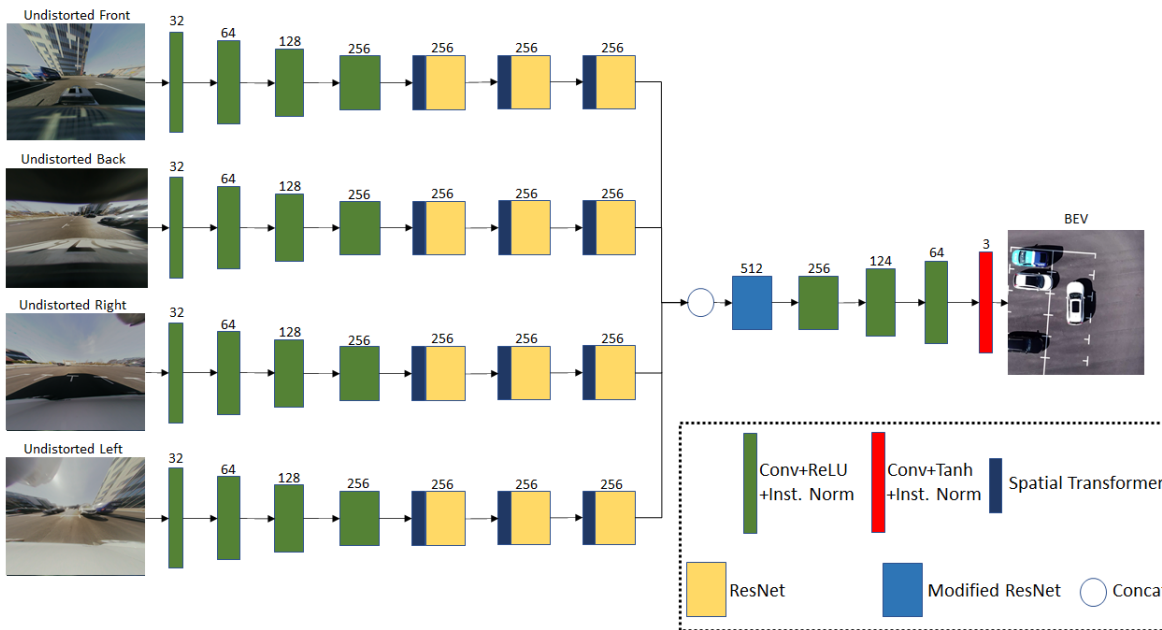 Undistorted Front
32
64
128
256
256
256
256
Undistorted Back
32
64
128
256
256
256
256
Undistorted Right
32
64
128
256
256
256
256
Undistorted Left
32
64
128
256
256
256
256
512
256
124
64
3
BEV
Conv+ReLU
+Inst. Norm
Conv+Tanh
+Inst. Norm
Spatial Transformer
ResNet
Modified ResNet
Conca